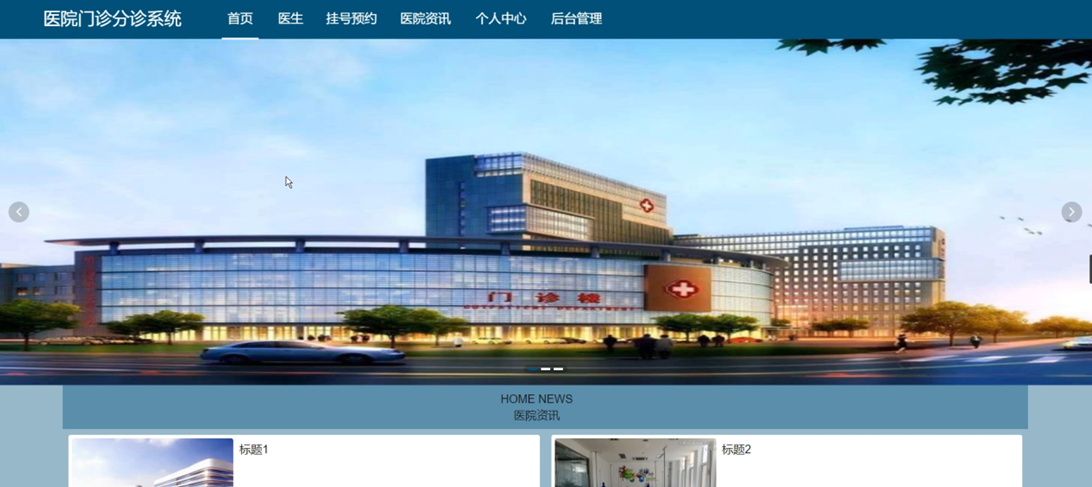 医院门诊分诊系统 首页 医生 挂号预约 医院资讯 个人中心 后台管理
门诊楼
OUTPATIENT DEPARTMENT
HOME NEWS
医院资讯
标题1 标题2